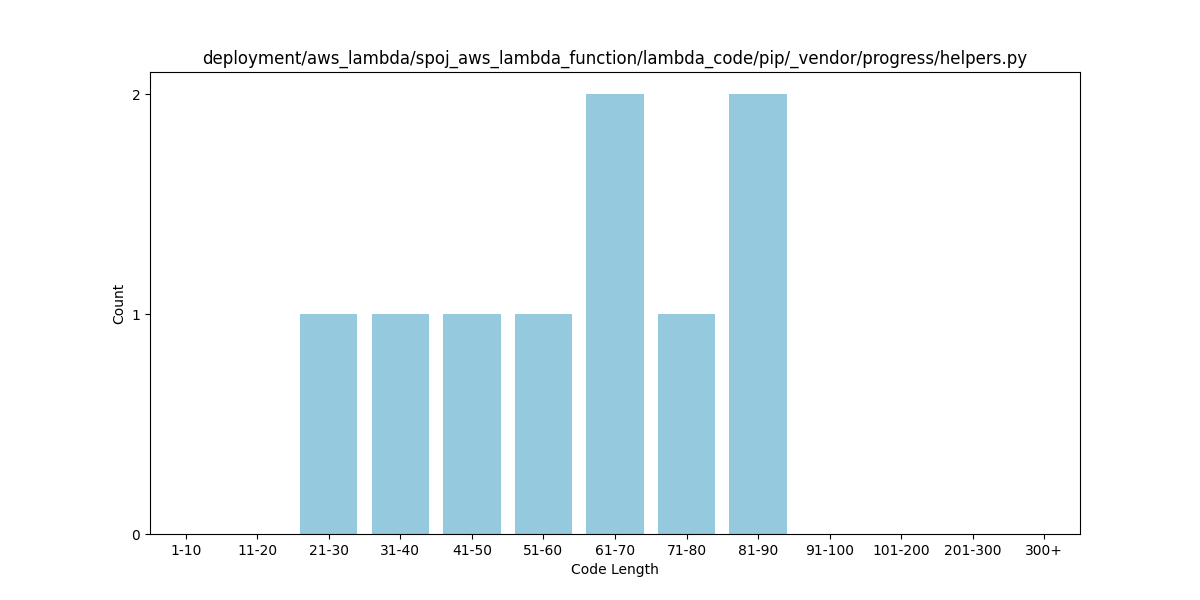 deployment/aws_lambda/spoj_aws_lambda_function/lambda_code/pip/_vendor/progress/helpers.py
2
1
0
Count
1-10 11-20 21-30 31-40 41-50 51-60 61-70 71-80 81-90 91-100 101-200 201-300 300+
Code Length